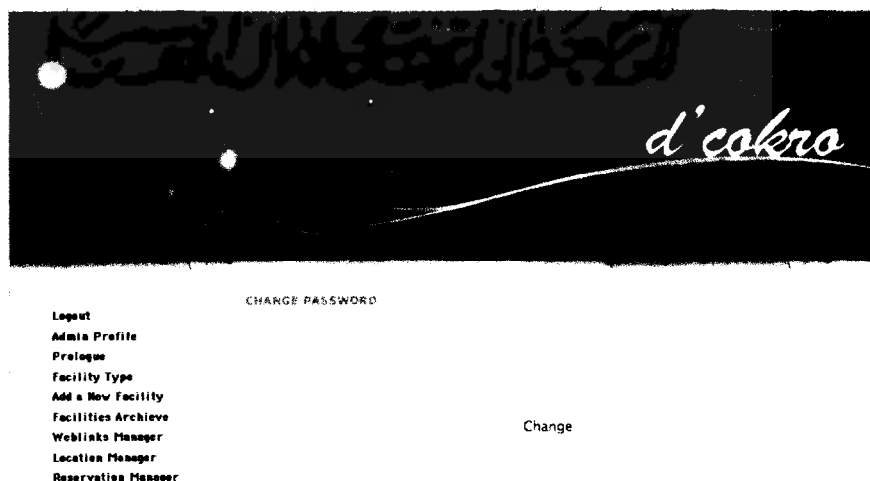 d'cokro
CHANGE PASSWORD
Logout
Admin Profile
Prologue
Facility Type
Add a New Facility
Facilities Archieve
Weblinks Manager
Location Manager
Reservation Manager
Change